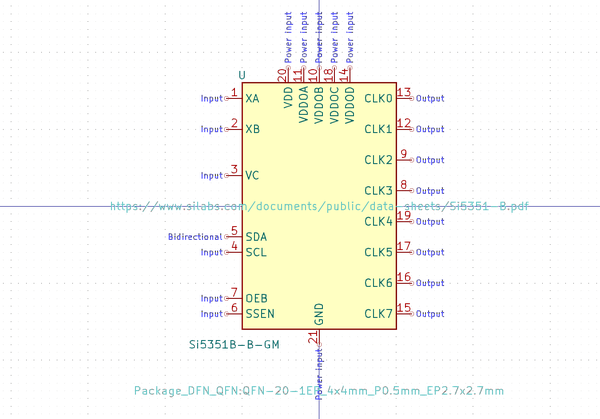 Power input
Power input
Power input
Power input
Power input
20
11
10
18
14
U
VDD
VDDOA
VDDOB
VDDOC
VDDOD
Input 1 XA
CLK0 13 Output
Input 2 XB
CLK1 12 Output
CLK2 9 Output
Input 3 VC
CLK3 8 Output
https://www.silabs.com/documents/public/data-sheets/Si5351-B.pdf
CLK4 19 Output
Bidirectional 5 SDA
Input 4 SCL
CLK5 17 Output
CLK6 16 Output
Input 7 OEB
Input 6 SSEN
CLK7 15 Output
GND
21
Si5351B-B-GM
Power input
Package_DFN_QFN:QFN-20-1EP_4x4mm_P0.5mm_EP2.7x2.7mm